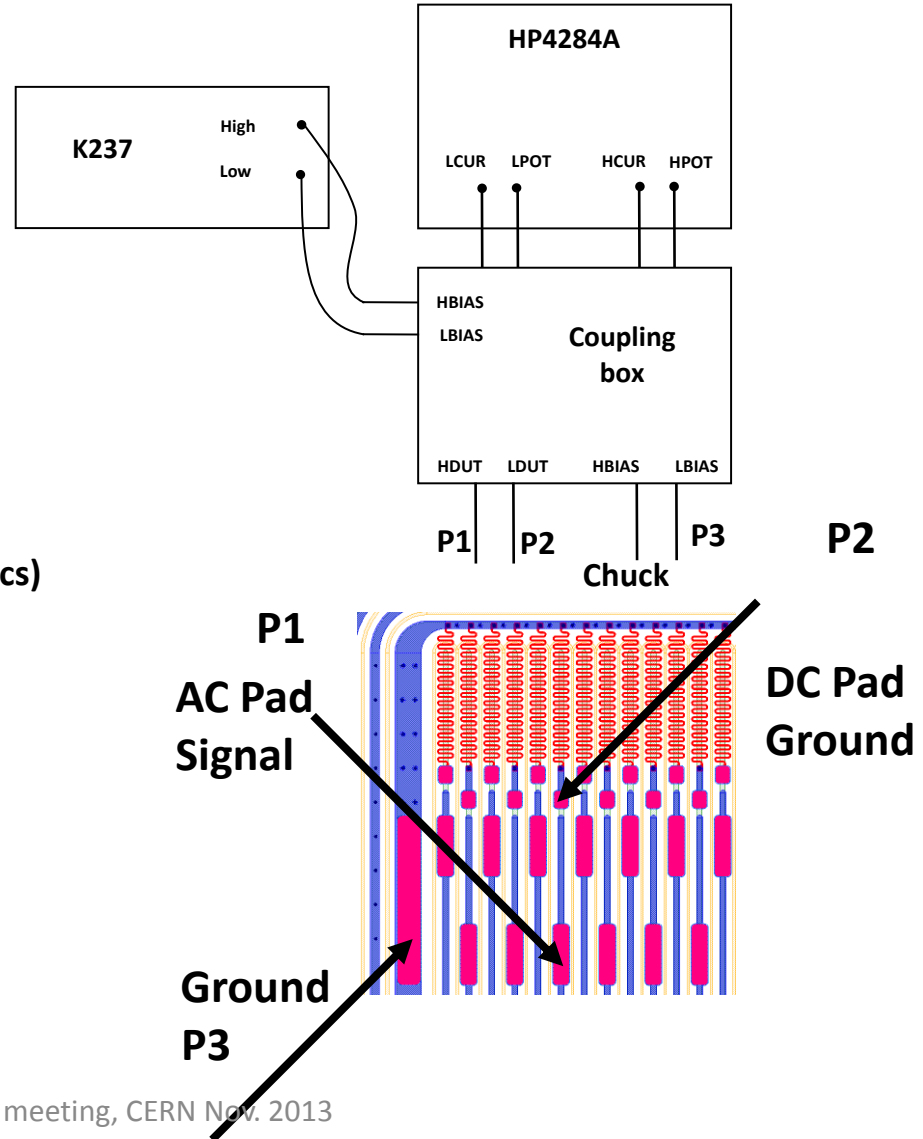 HP4284A
K237
High
Low
LCUR LPOT HCUR HPOT
HBIAS
LBIAS
Coupling
box
HDUT LDUT HBIAS LBIAS
P1 P2 P3
Chuck
P2
cs)
P1
AC Pad
Signal
DC Pad
Ground
Ground
P3
meeting, CERN Nov. 2013